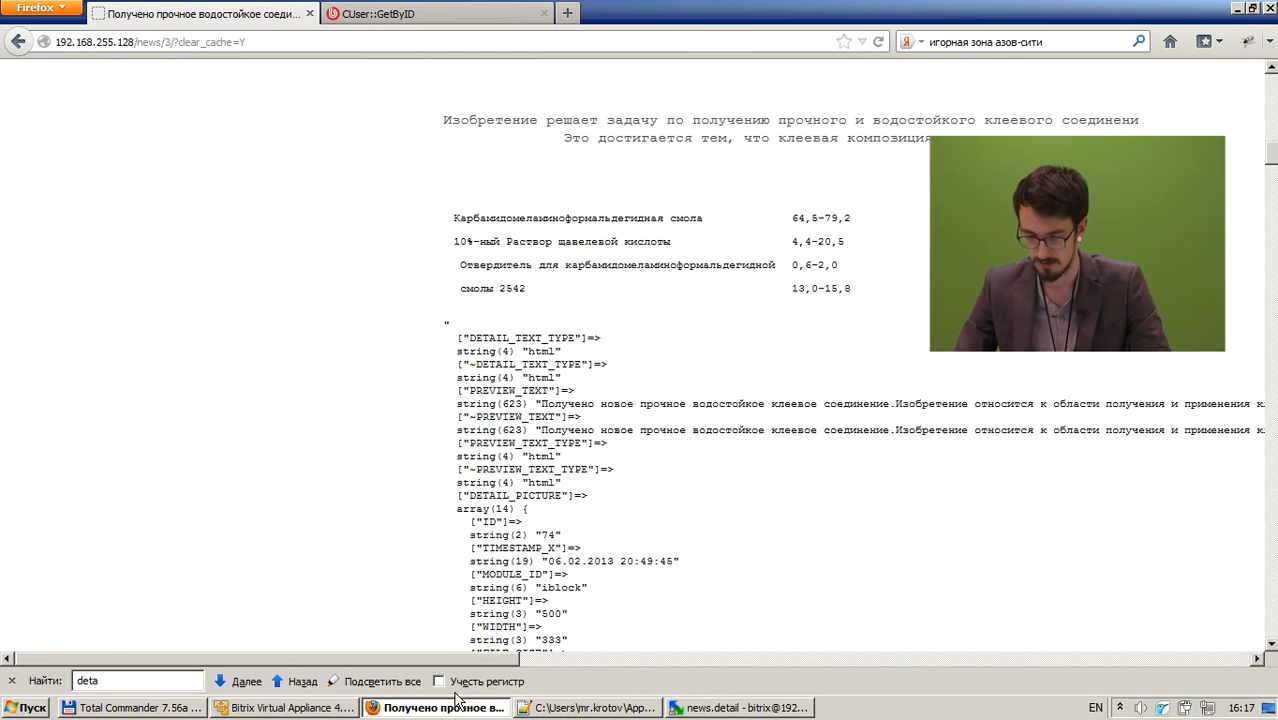 Firefox
Получено прочное водостойкое соеди...
CUser::GetByID
192.168.255.128/news/3/?clear_cache=Y
игорная зона азов-сити
Изобретение решает задачу по получению прочного и водостойкого клеевого соединени
Это достигается тем, что клеевая композиция
Карбамидомеламиноформальдегидная смола 64,5-79,2
10%-ный Раствор щавелевой кислоты 4,4-20,5
Отвердитель для карбамидомеламиноформальдегидной 0,6-2,0
смолы 2542 13,0-15,8
"
["DETAIL_TEXT_TYPE"]=>
string(4) "html"
["~DETAIL_TEXT_TYPE"]=>
string(4) "html"
["PREVIEW_TEXT"]=>
string(623) "Получено новое прочное водостойкое клеевое соединение.Изобретение относится к области получения и применения к
["~PREVIEW_TEXT"]=>
string(623) "Получено новое прочное водостойкое клеевое соединение.Изобретение относится к области получения и применения к
["PREVIEW_TEXT_TYPE"]=>
string(4) "html"
["~PREVIEW_TEXT_TYPE"]=>
string(4) "html"
["DETAIL_PICTURE"]=>
array(14) {
["ID"]=>
string(2) "74"
["TIMESTAMP_X"]=>
string(19) "06.02.2013 20:49:45"
["MODULE_ID"]=>
string(6) "iblock"
["HEIGHT"]=>
string(3) "500"
["WIDTH"]=>
string(3) "333"
Найти: deta Далее Назад Подсветить все Учесть регистр
Пуск Total Commander 7.56a ... Bitrix Virtual Appliance 4.... Получено прочное в... C:\Users\mr.krotov\App... news.detail - bitrix@192... EN 16:17